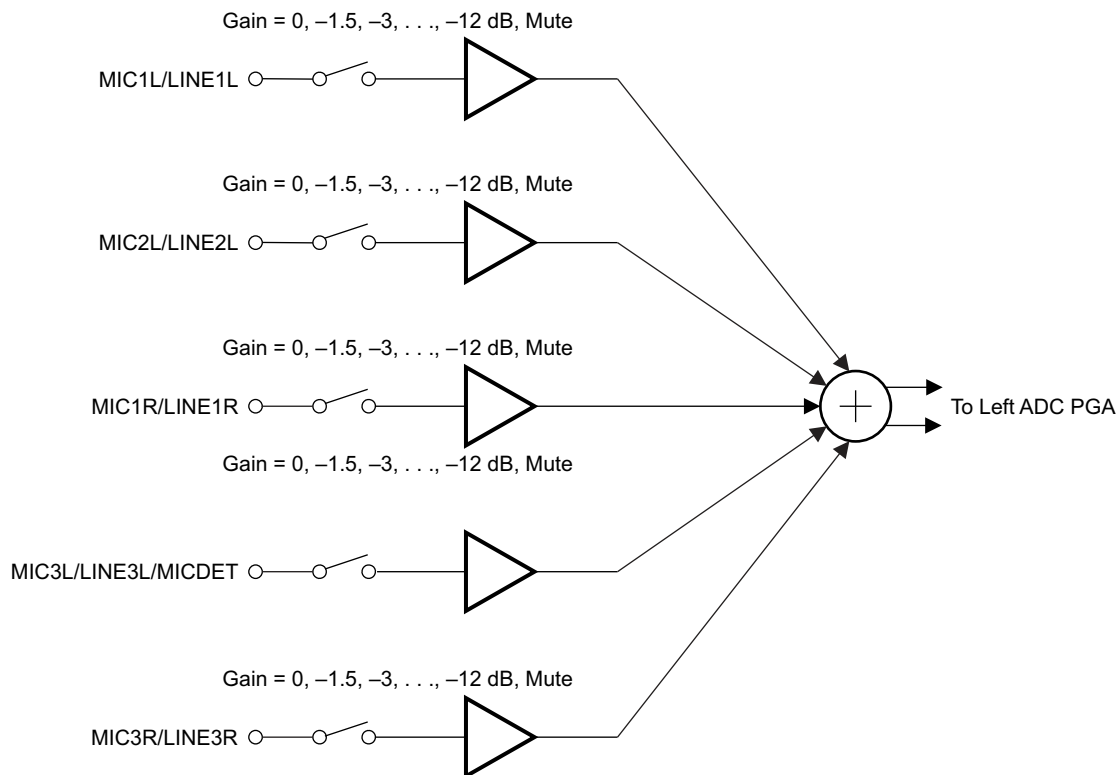 Gain = 0, –1.5, –3, . . ., –12 dB, Mute
MIC1L/LINE1L
Gain = 0, –1.5, –3, . . ., –12 dB, Mute
MIC2L/LINE2L
Gain = 0, –1.5, –3, . . ., –12 dB, Mute
MIC1R/LINE1R
To Left ADC PGA
Gain = 0, –1.5, –3, . . ., –12 dB, Mute
MIC3L/LINE3L/MICDET
Gain = 0, –1.5, –3, . . ., –12 dB, Mute
MIC3R/LINE3R